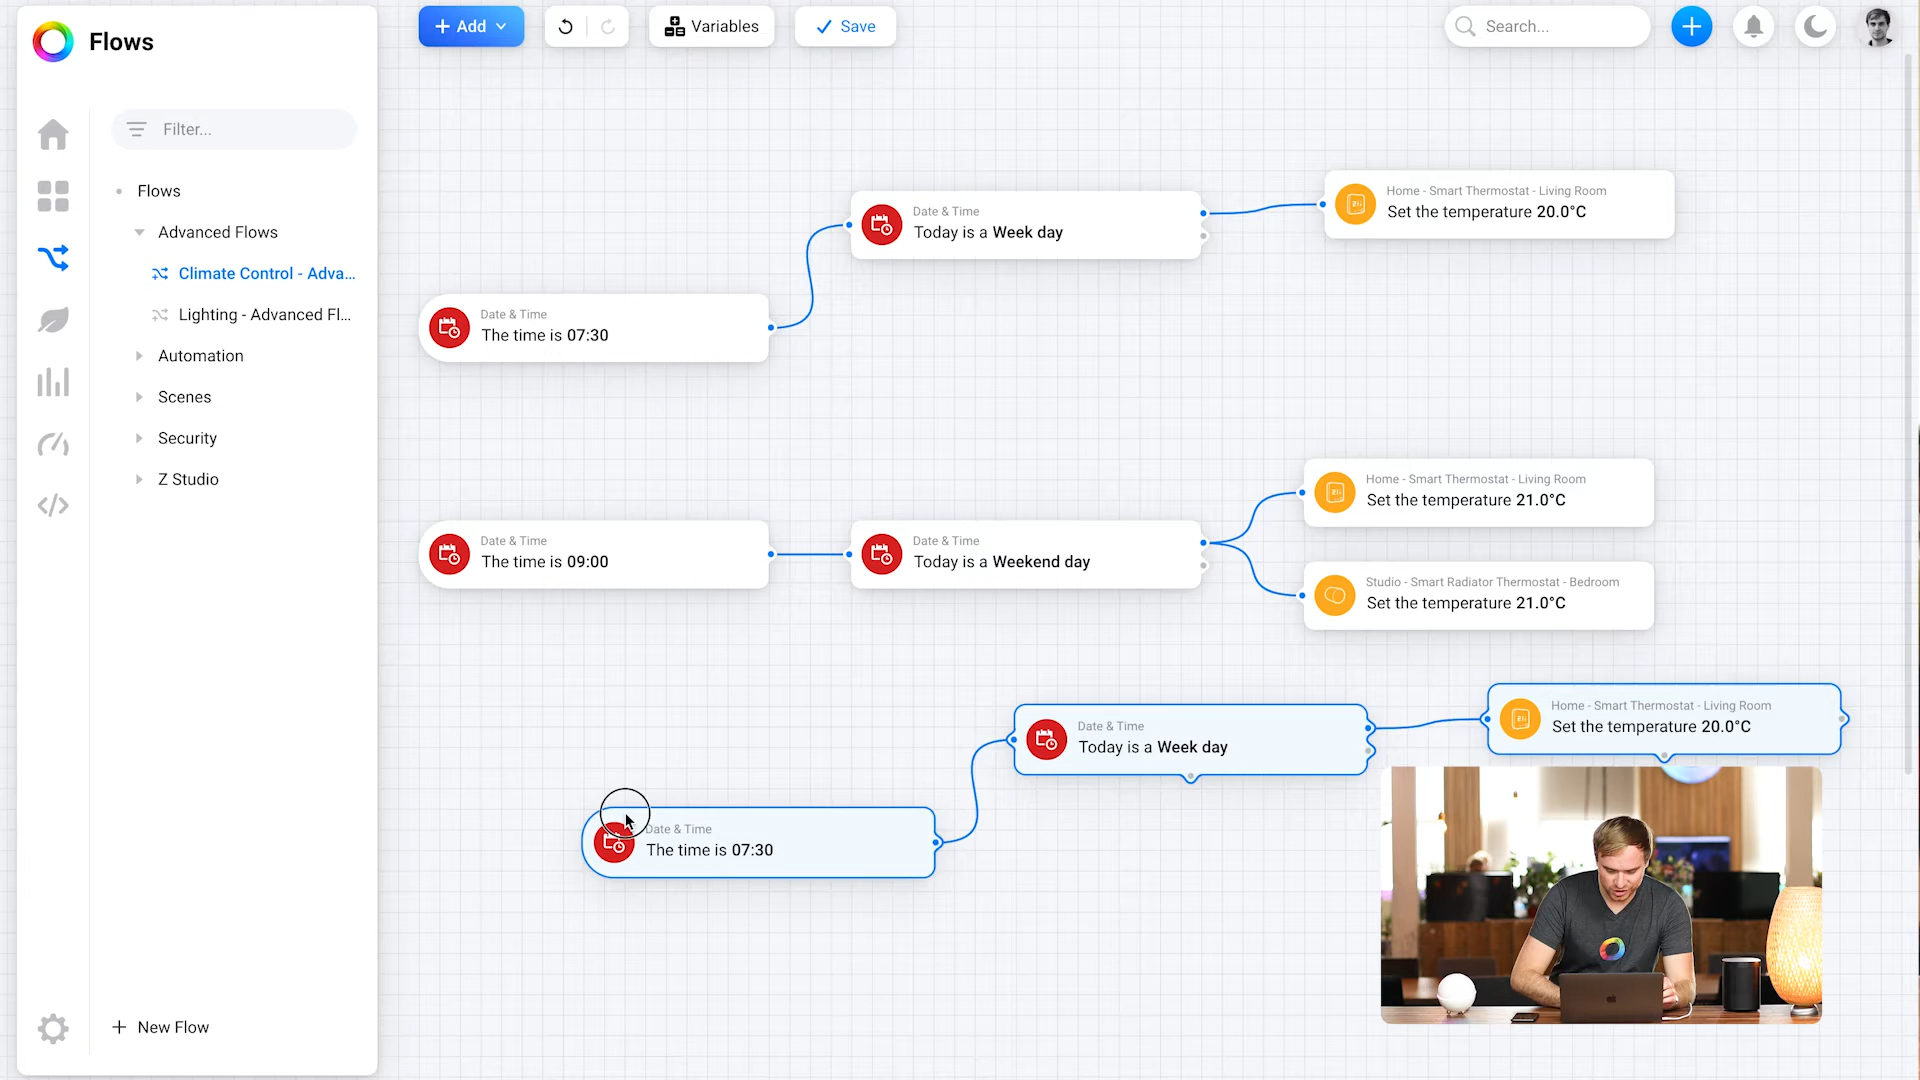 Flows
Add
Variables
Save
Search...
Filter...
Flows
Advanced Flows
Climate Control - Adva...
Lighting - Advanced Fl...
Automation
Scenes
Security
Z Studio
New Flow
Date & Time
The time is 07:30
Date & Time
Today is a Week day
Home - Smart Thermostat - Living Room
Set the temperature 20.0°C
Date & Time
The time is 09:00
Date & Time
Today is a Weekend day
Home - Smart Thermostat - Living Room
Set the temperature 21.0°C
Studio - Smart Radiator Thermostat - Bedroom
Set the temperature 21.0°C
Date & Time
The time is 07:30
Date & Time
Today is a Week day
Home - Smart Thermostat - Living Room
Set the temperature 20.0°C